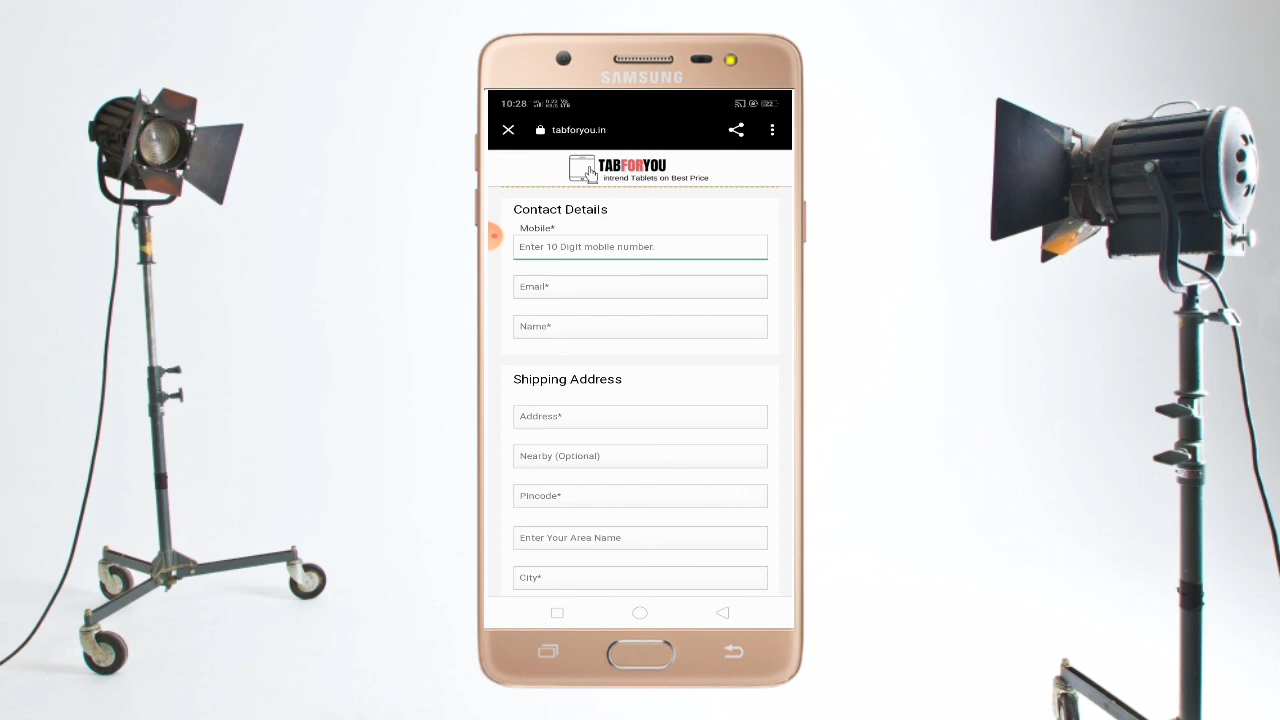 SAMSUNG
10:28
tabforyou.in
TABFORYOU
intrend Tablets on Best Price
Contact Details
Mobile*
Enter 10 Digit mobile number.
Email*
Name*
Shipping Address
Address*
Nearby (Optional)
Pincode*
Enter Your Area Name
City*